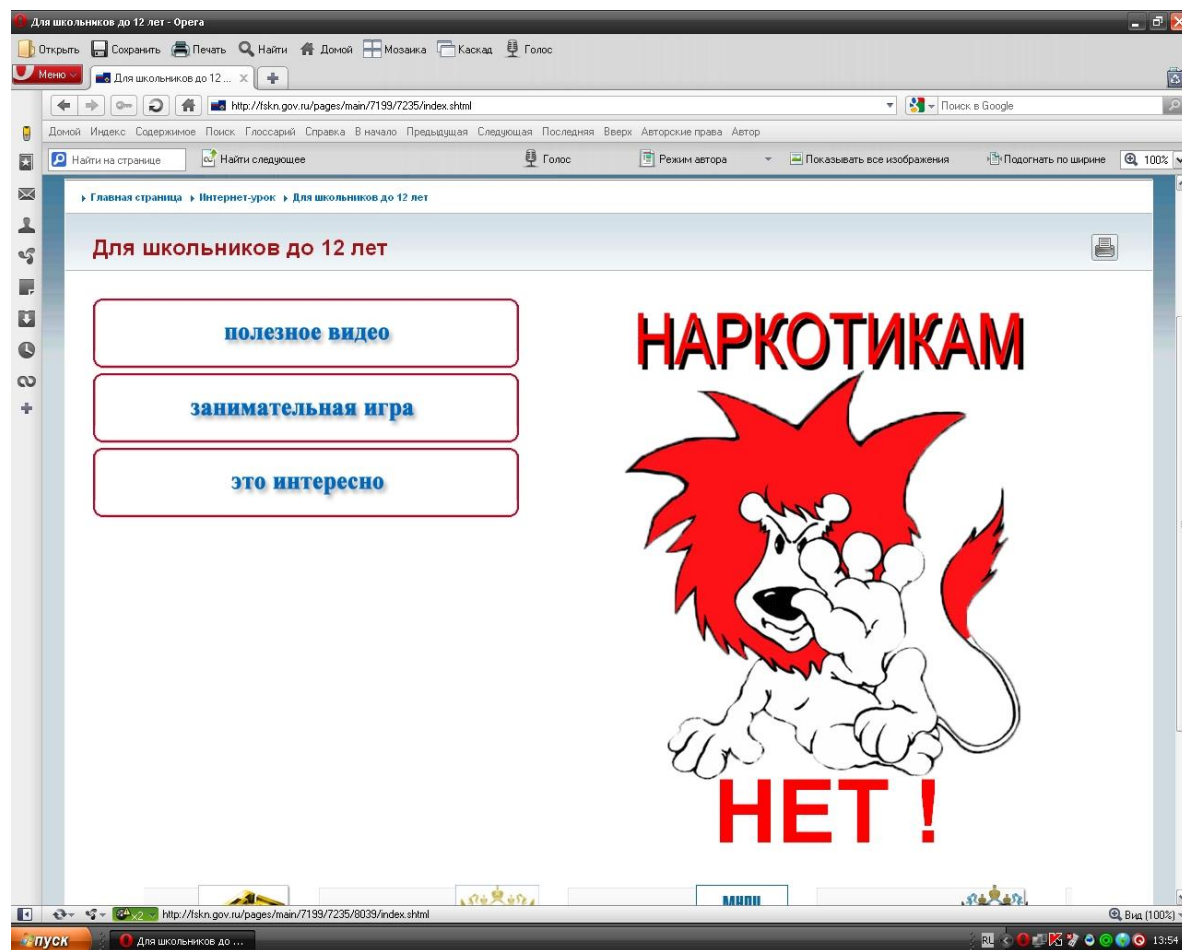 Для школьников до 12 лет - Opera
Открыть Сохранить Печать Найти Домой Мозаика Каскад Голос
Меню Для школьников до 12 ...
http://fskn.gov.ru/pages/main/7199/7235/index.shtml Поиск в Google
Домой Индекс Содержимое Поиск Глоссарий Справка В начало Предыдущая Следующая Последняя Вверх Авторские права Автор
Найти на странице Найти следующее Голос Режим автора Показывать все изображения Подогнать по ширине 100%
Главная страница Интернет-урок Для школьников до 12 лет
Для школьников до 12 лет
полезное видео
занимательная игра
это интересно
НАРКОТИКАМ
НЕТ !
x2 http://fskn.gov.ru/pages/main/7199/7235/8039/index.shtml Вид (100%)
пуск Для школьников до ... RL 13:54